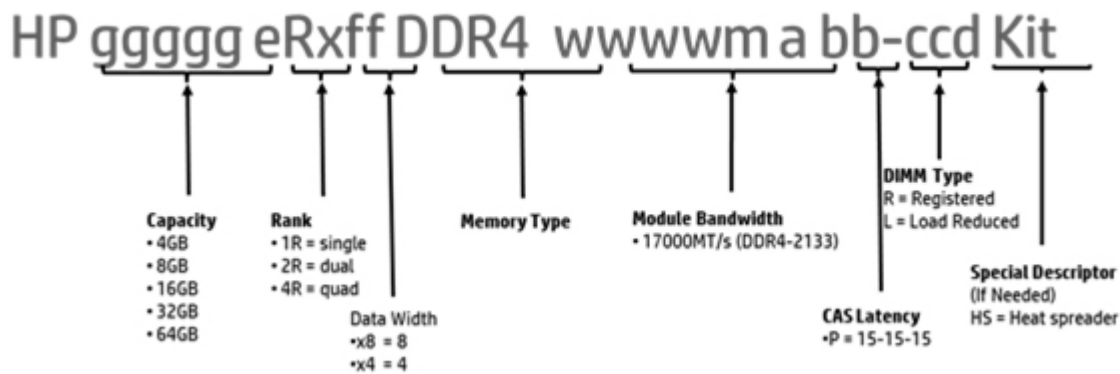 HP ggggg eRxff DDR4 wwwwm a bb-ccd Kit
Capacity
• 4GB
• 8GB
• 16GB
• 32GB
• 64GB
Rank
• 1R = single
• 2R = dual
• 4R = quad
Data Width
•x8 = 8
•x4 = 4
Memory Type
Module Bandwidth
• 17000MT/s (DDR4-2133)
CAS Latency
•P = 15-15-15
DIMM Type
R = Registered
L = Load Reduced
Special Descriptor
(If Needed)
HS = Heat spreader